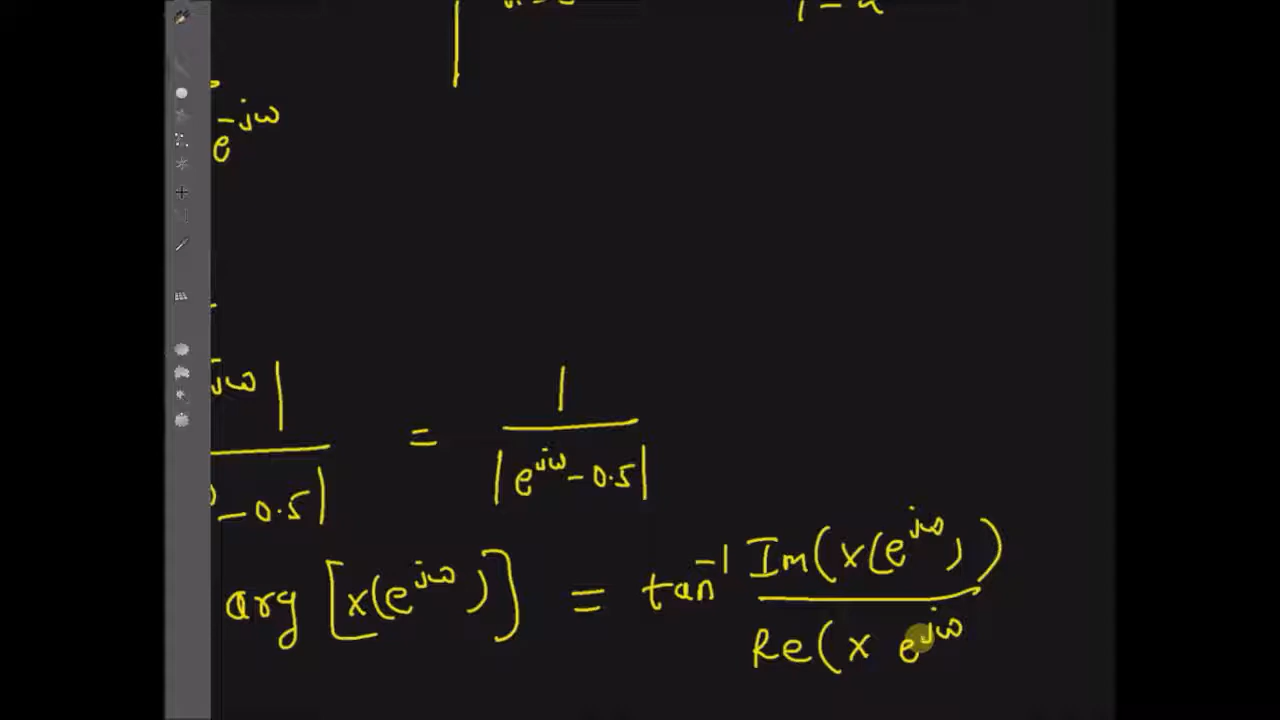 e^{-jω}
jω| / -0.5| = 1 / |e^{jω} - 0.5|
arg [x(e^{jω})] = tan^{-1} Im(x(e^{jω})) / Re(x e^{jω}